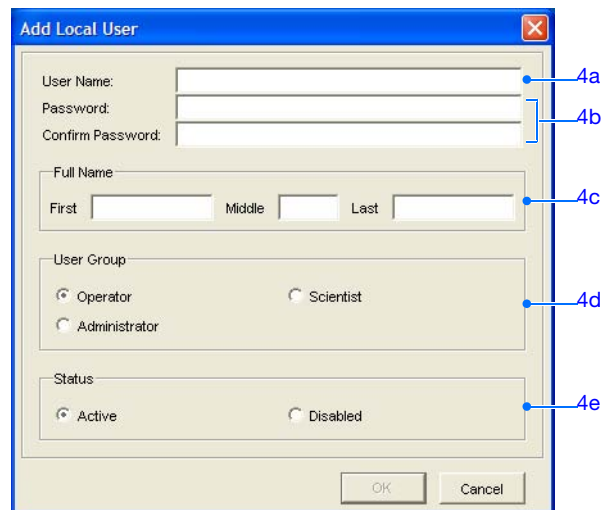 Add Local User
User Name:
4a
Password:
4b
Confirm Password:
Full Name
First Middle Last
4c
User Group
Operator Scientist
4d
Administrator
Status
Active Disabled
4e
OK Cancel